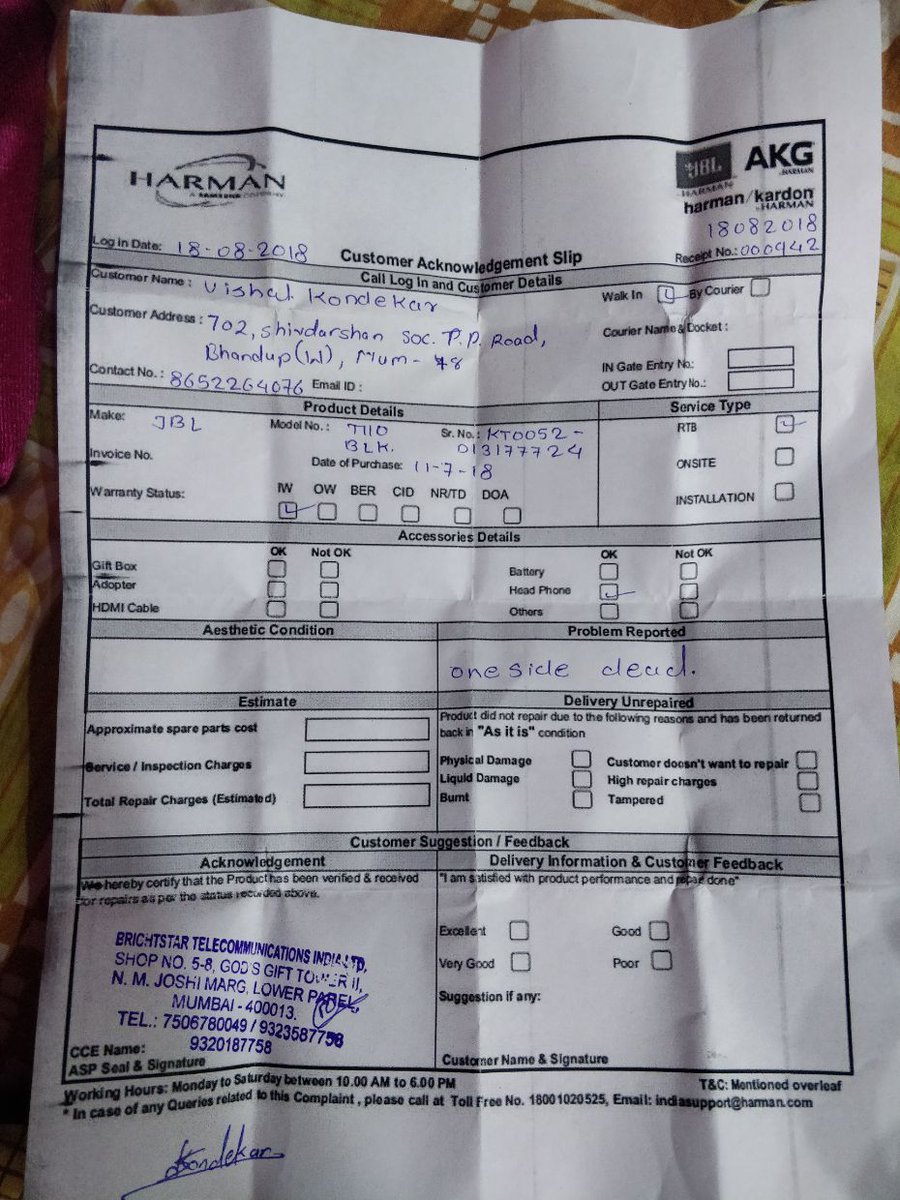 HARMAN
A SAMSUNG COMPANY
JBL
HARMAN
AKG
by HARMAN
harman/kardon
by HARMAN
18082018
Log in Date: 18-08-2018
Customer Acknowledgement Slip
Receipt No.: 000942
Call Log In and Customer Details
Customer Name : Vishal Kondekar
Walk In By Courier
Customer Address : 702, Shivdarshan Soc. P.P. Road,
Bhandup(W), Mum - 78
Courier Name & Docket :
IN Gate Entry No.:
Contact No. : 8652264076 Email ID :
OUT Gate Entry No.:
Product Details
Service Type
Make: JBL
Model No. : T110
BLK.
Sr. No. : KT0052 -
013177724
RTB
Invoice No.
Date of Purchase: 11-7-18
ONSITE
Warranty Status:
IW OW BER CID NR/TD DOA
INSTALLATION
Accessories Details
OK Not OK
OK Not OK
Gift Box
Battery
Adopter
Head Phone
HDMI Cable
Others
Aesthetic Condition
Problem Reported
one side dead.
Estimate
Delivery Unrepaired
Approximate spare parts cost
Product did not repair due to the following reasons and has been returned
back in "As it is" condition
Service / Inspection Charges
Physical Damage
Customer doesn't want to repair
Liquid Damage
High repair charges
Total Repair Charges (Estimated)
Burnt
Tampered
Customer Suggestion / Feedback
Acknowledgement
Delivery Information & Customer Feedback
We hereby certify that the Product has been verified & received
for repairs as per the status recorded above.
"I am satisfied with product performance and repair done"
Excellent
Good
Very Good
Poor
Suggestion if any:
BRICHTSTAR TELECOMMUNICATIONS INDIA LTD,
SHOP NO. 5-8, GOD'S GIFT TOWER II,
N. M. JOSHI MARG, LOWER PAREL,
MUMBAI - 400013.
TEL.: 7506780049 / 9323587758
9320187758
CCE Name:
ASP Seal & Signature
Customer Name & Signature
Working Hours: Monday to Saturday between 10.00 AM to 6.00 PM
T&C: Mentioned overleaf
* In case of any Queries related to this Complaint , please call at Toll Free No. 18001020525, Email: indiasupport@harman.com
Kondekar